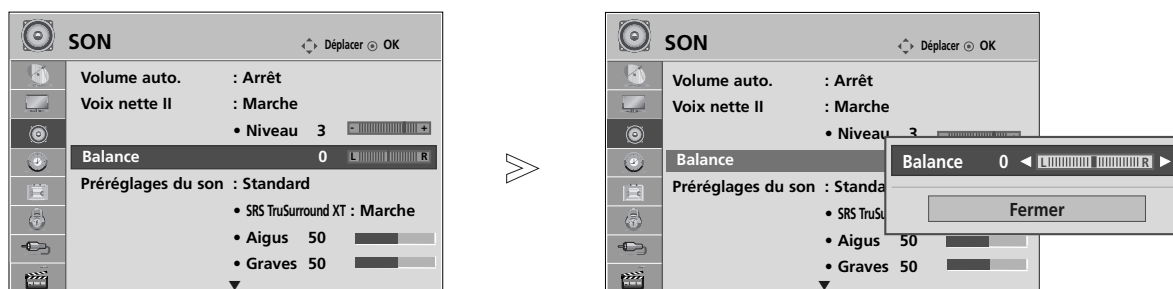 SON
Déplacer OK
Volume auto. : Arrêt
Voix nette II : Marche
• Niveau 3 - +
Balance 0 L R
Préréglages du son : Standard
• SRS TruSurround XT : Marche
• Aigus 50
• Graves 50
SON
Déplacer OK
Volume auto. : Arrêt
Voix nette II : Marche
• Niveau 3
Balance
Balance 0 L R
Préréglages du son : Standa
Fermer
• SRS TruSu
• Aigus 50
• Graves 50